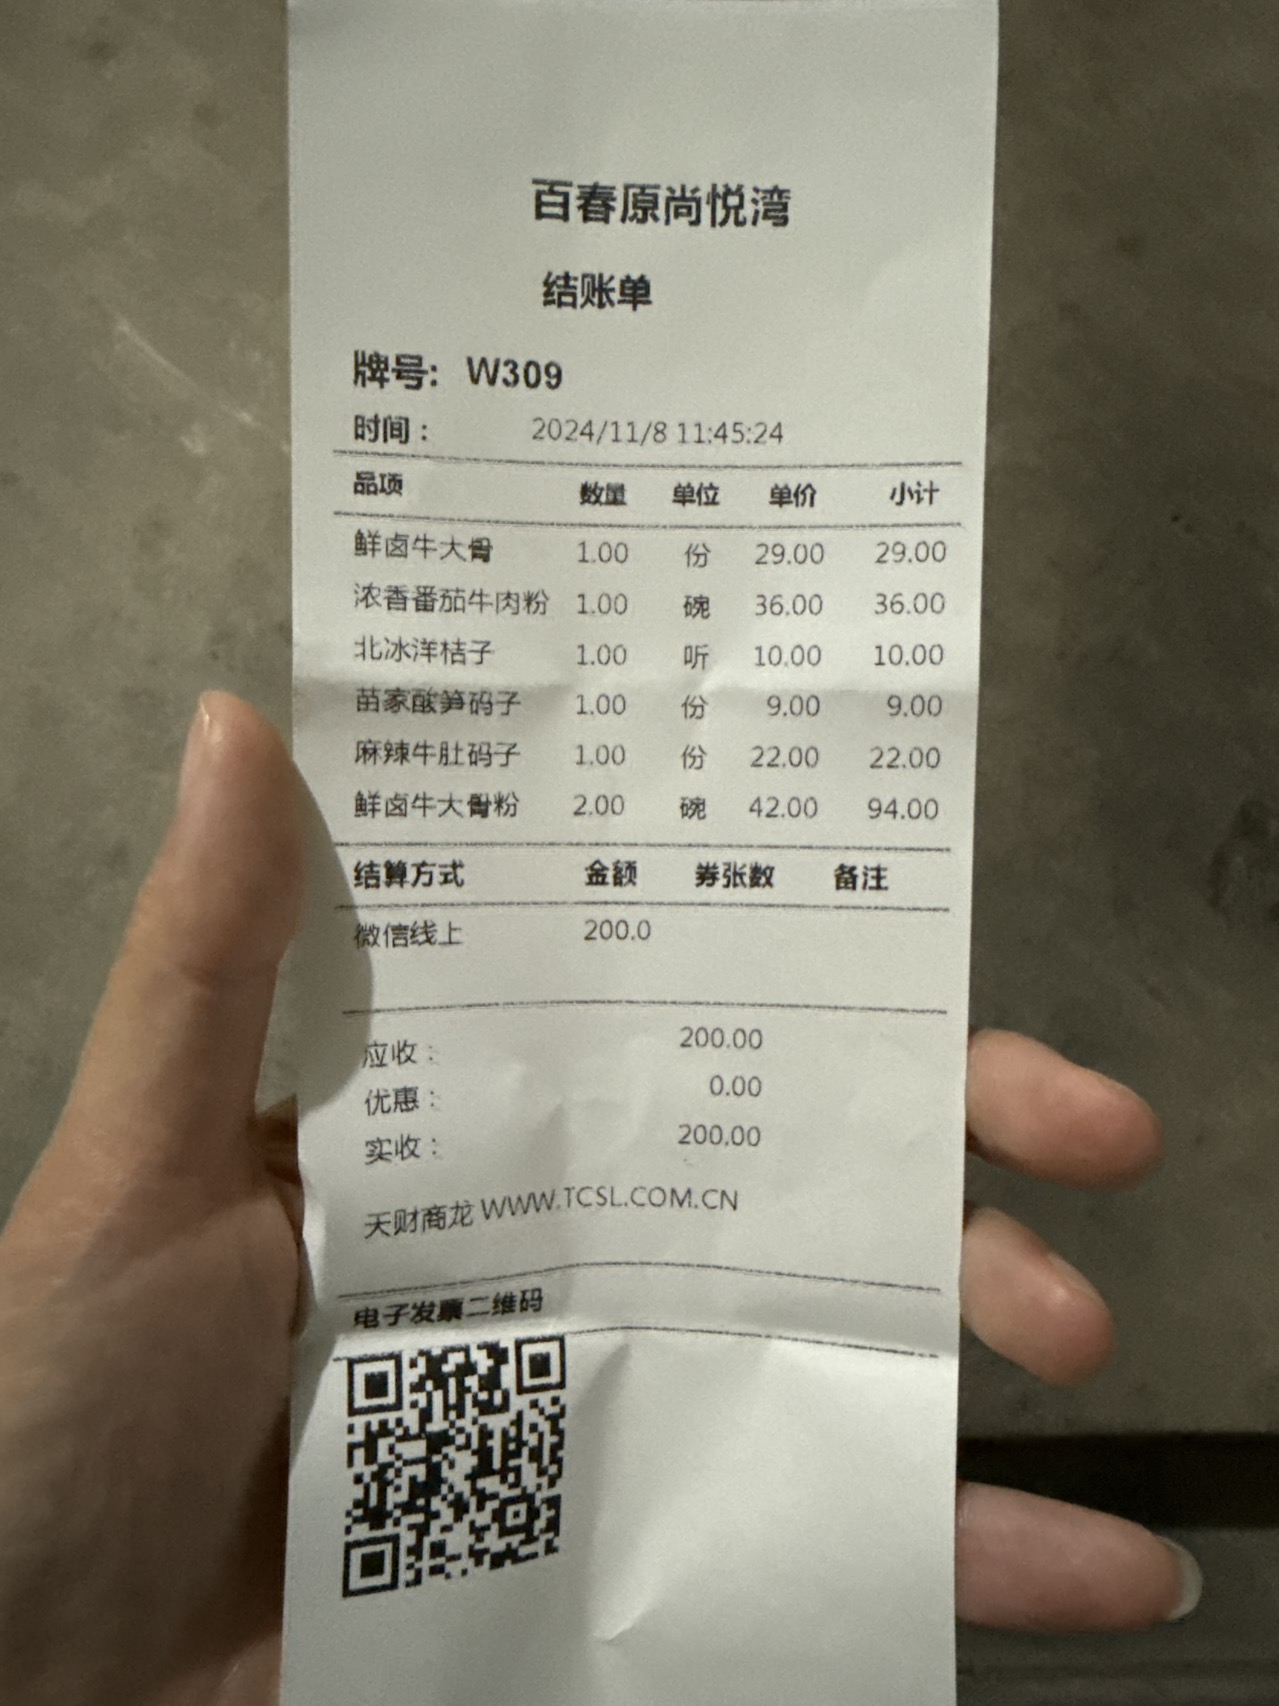 百春原尚悦湾
结账单
牌号: W309
时间: 2024/11/8 11:45:24
品项 数量 单位 单价 小计
鲜卤牛大骨 1.00 份 29.00 29.00
浓香番茄牛肉粉 1.00 碗 36.00 36.00
北冰洋桔子 1.00 听 10.00 10.00
苗家酸笋码子 1.00 份 9.00 9.00
麻辣牛肚码子 1.00 份 22.00 22.00
鲜卤牛大骨粉 2.00 碗 42.00 94.00
结算方式 金额 券张数 备注
微信线上 200.0
应收: 200.00
优惠: 0.00
实收: 200.00
天财商龙 WWW.TCSL.COM.CN
电子发票二维码